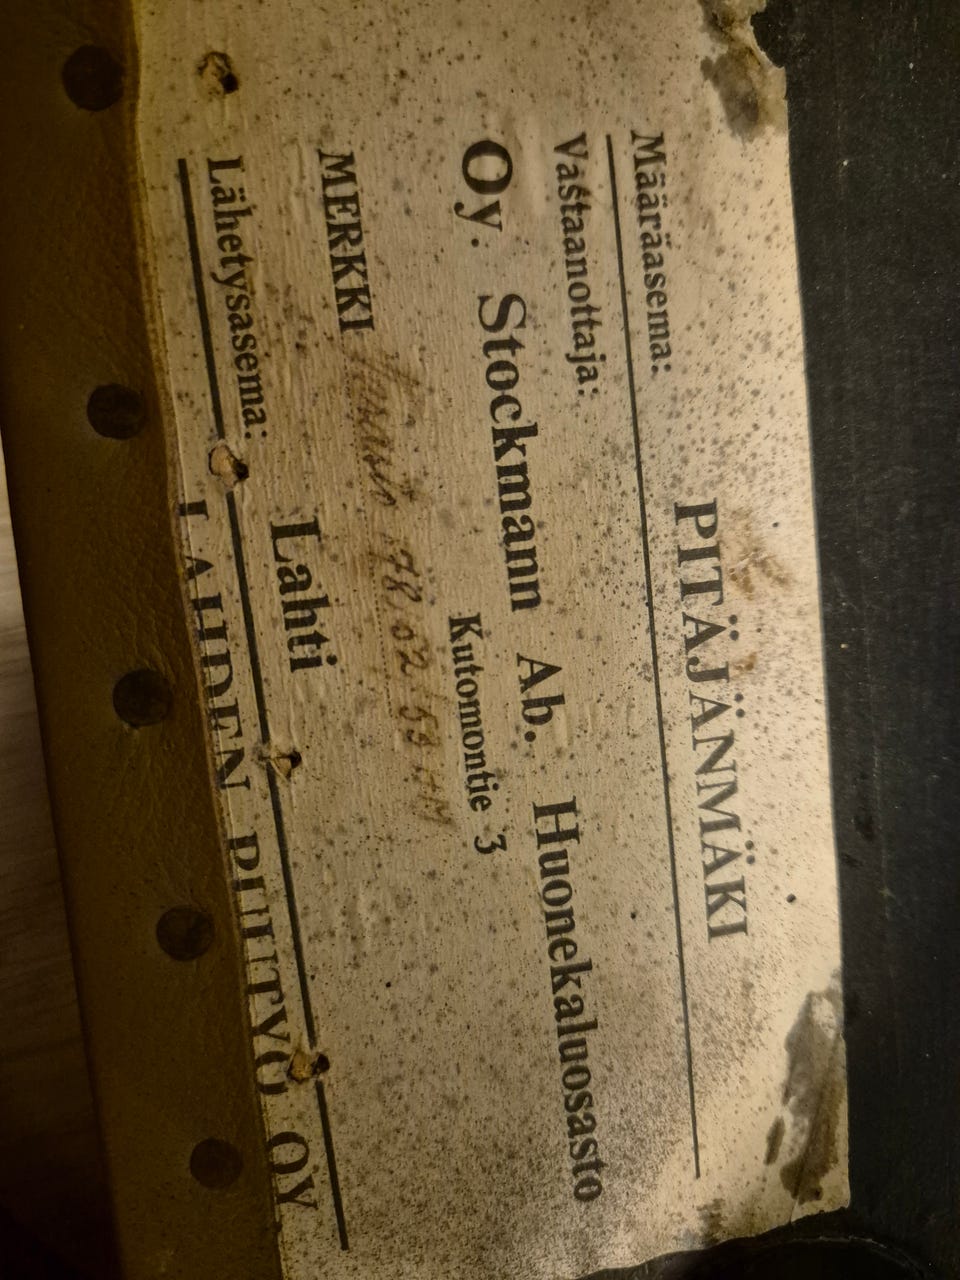 Määräasema:
PITÄJÄNMÄKI
Vastaanottaja:
Oy. Stockmann Ab. Huonekaluosasto
Kutomontie 3
MERKKI
Lahti
Lähetysasema:
LAHDEN PUUTYÖ OY